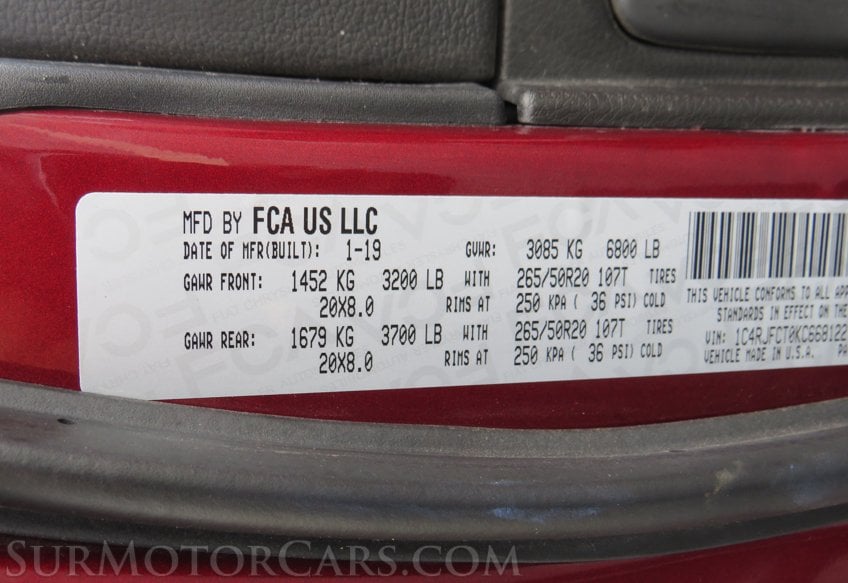 MFD BY FCA US LLC
DATE OF MFR(BUILT): 1-19 GVWR: 3085 KG 6800 LB
GAWR FRONT: 1452 KG 3200 LB WITH 265/50R20 107T TIRES
20X8.0 RIMS AT 250 KPA ( 36 PSI) COLD
GAWR REAR: 1679 KG 3700 LB WITH 265/50R20 107T TIRES
20X8.0 RIMS AT 250 KPA ( 36 PSI) COLD
THIS VEHICLE CONFORMS TO ALL APP
STANDARDS IN EFFECT ON THE
VIN: 1C4RJFCT0KC668122
VEHICLE MADE IN U.S.A. PA
SurMotorCars.com